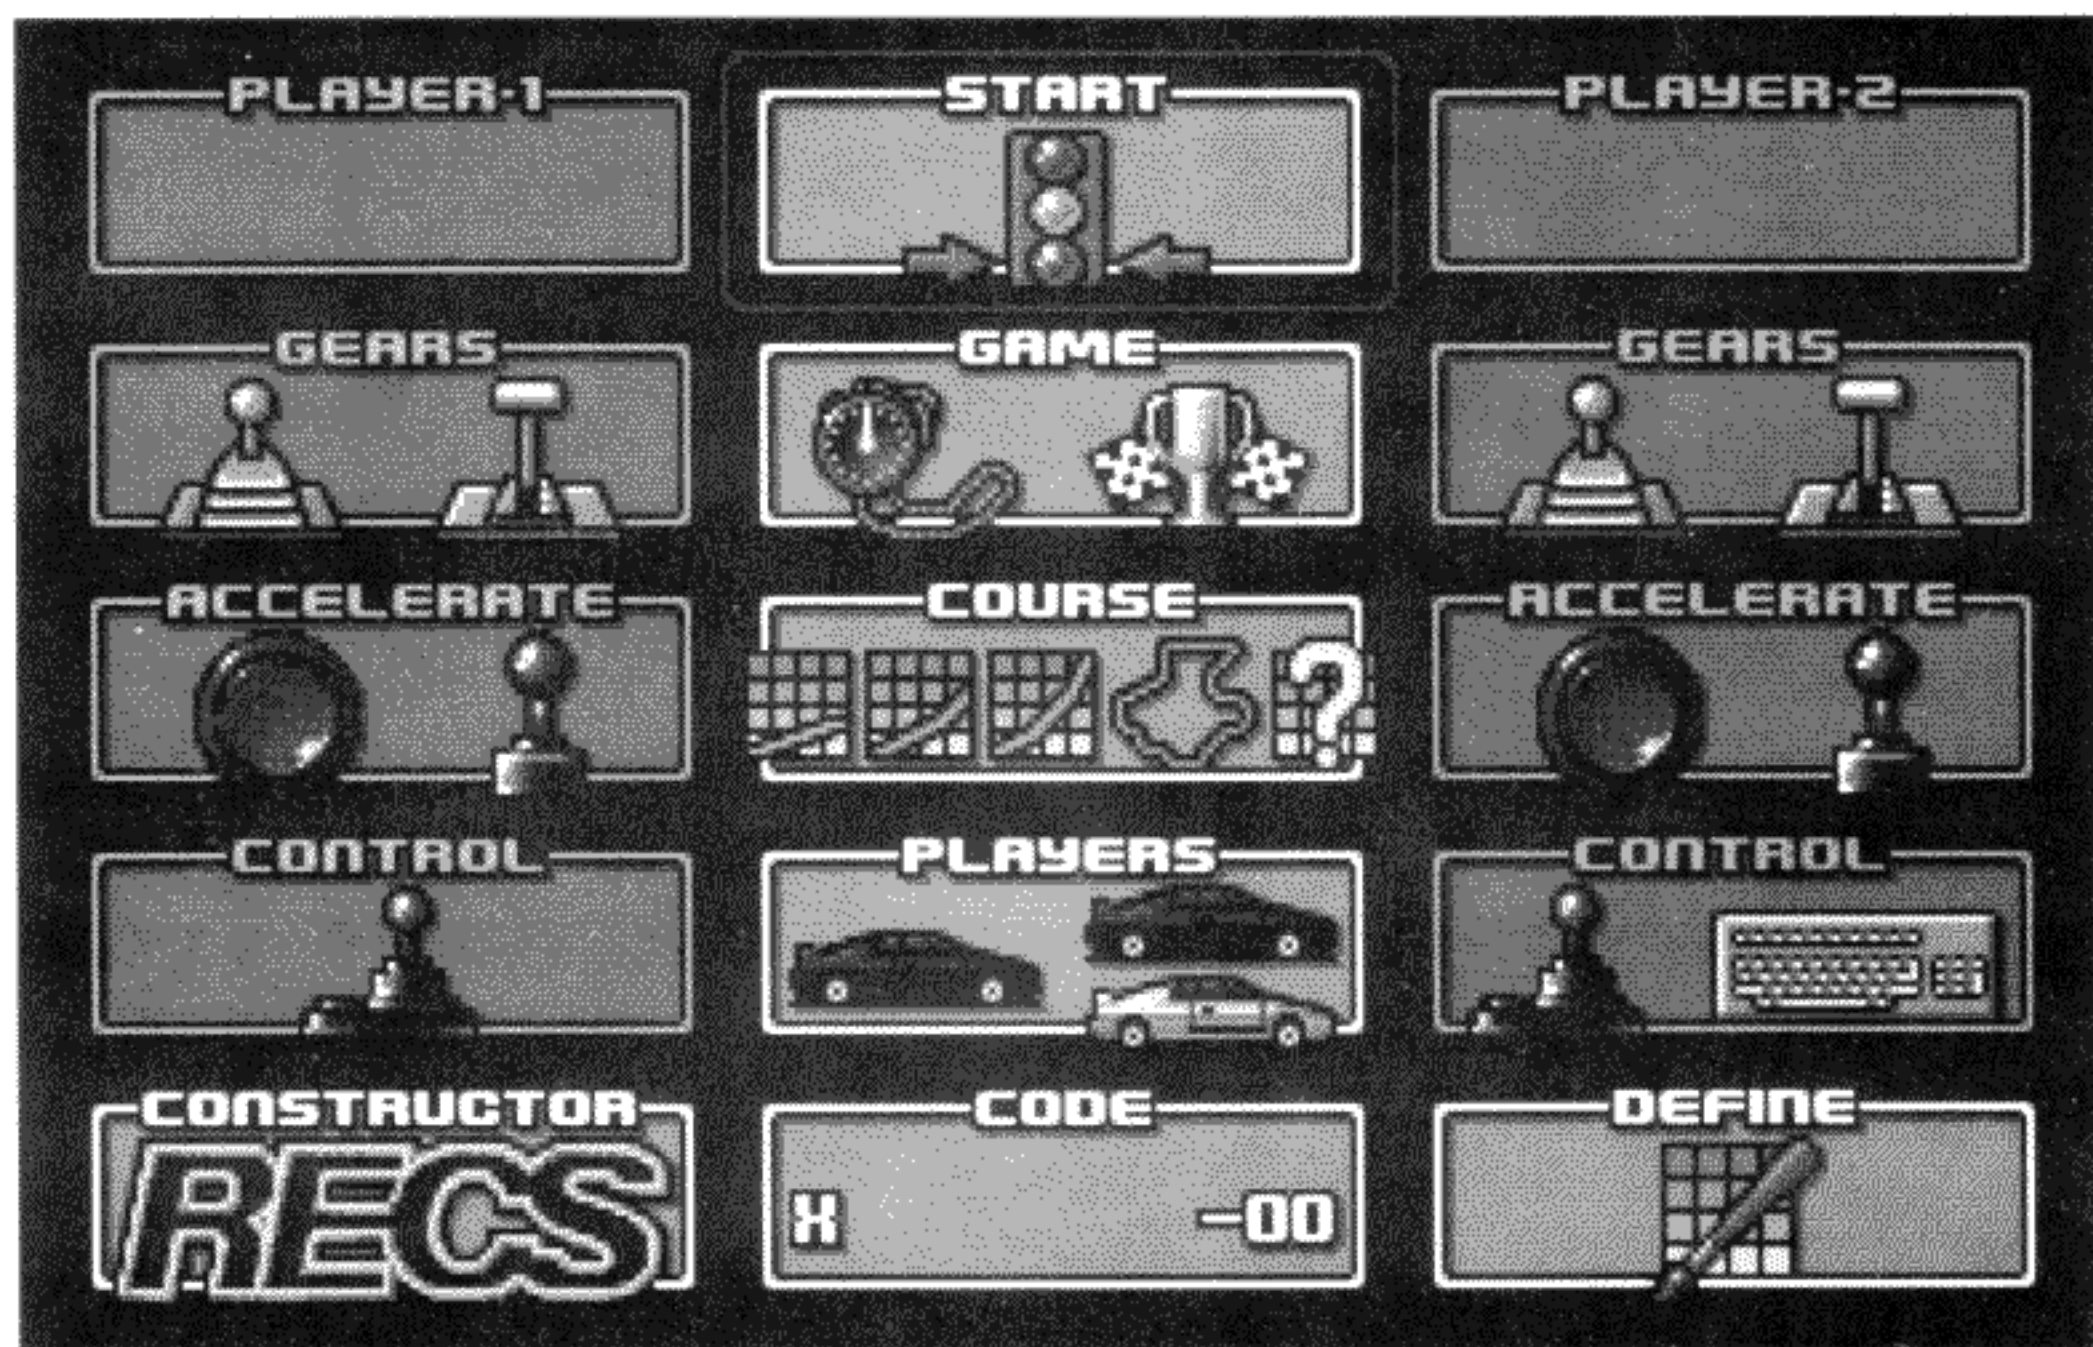 PLAYER-1 START PLAYER-2
GEARS GAME GEARS
ACCELERATE COURSE ACCELERATE
?
CONTROL PLAYERS CONTROL
CONSTRUCTOR CODE DEFINE
RECS X -00